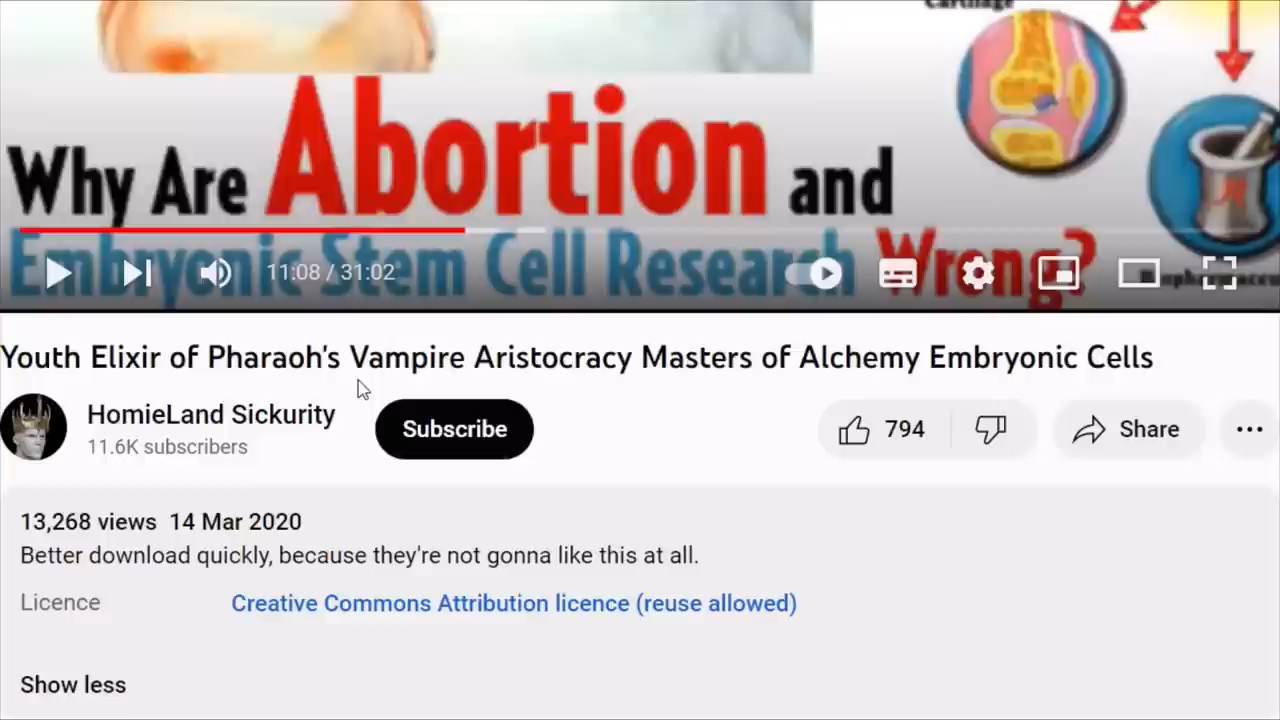 Cartilage
Why Are Abortion and
Embryonic Stem Cell Research Wrong?
11:08 / 31:02
Youth Elixir of Pharaoh's Vampire Aristocracy Masters of Alchemy Embryonic Cells
HomieLand Sickurity
11.6K subscribers
Subscribe
794
Share
13,268 views 14 Mar 2020
Better download quickly, because they're not gonna like this at all.
Licence
Creative Commons Attribution licence (reuse allowed)
Show less